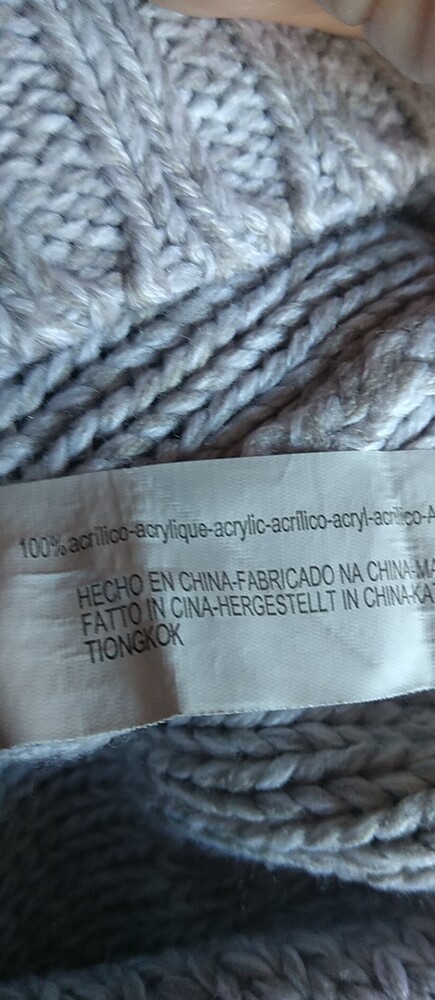 100% acrílico-acrylique-acrylic-acrílico-acryl-acrilico-A
HECHO EN CHINA-FABRICADO NA CHINA-MA
FATTO IN CINA-HERGESTELLT IN CHINA-KA
TIONGKOK